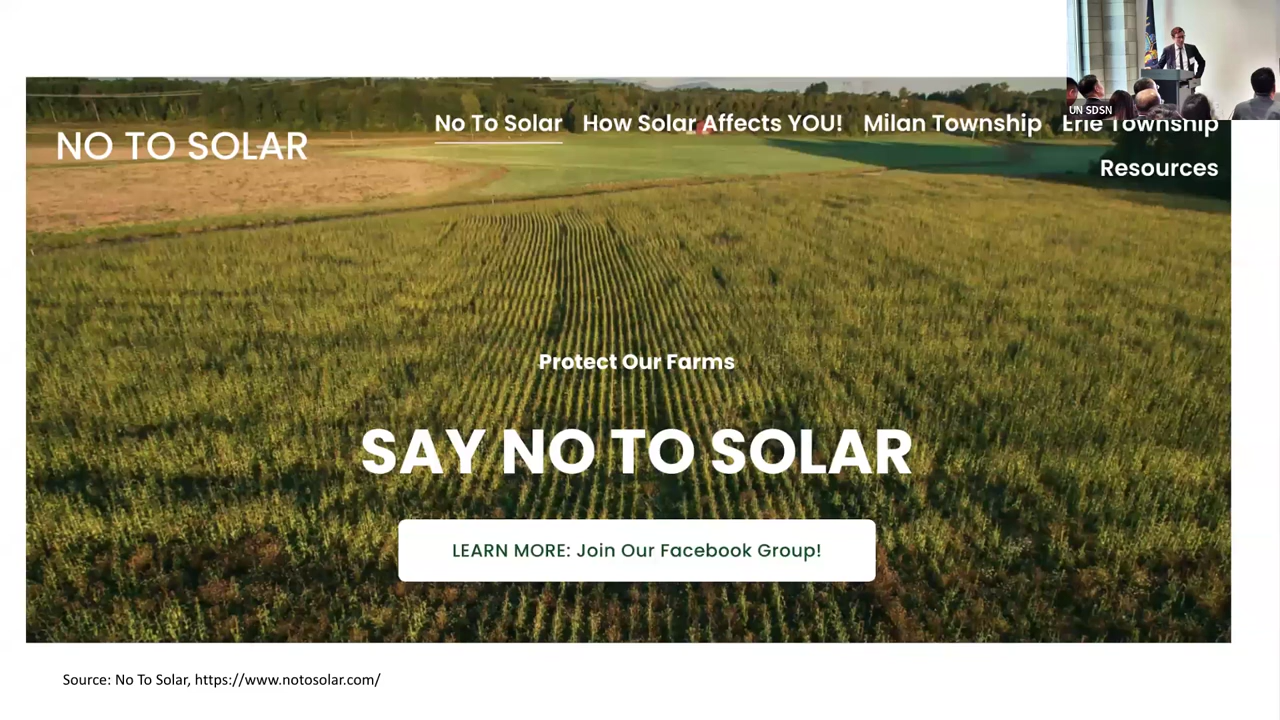 UN SDSN
No To Solar How Solar Affects YOU! Milan Township Erie Township
NO TO SOLAR
Resources
Protect Our Farms
SAY NO TO SOLAR
LEARN MORE: Join Our Facebook Group!
Source: No To Solar, https://www.notosolar.com/